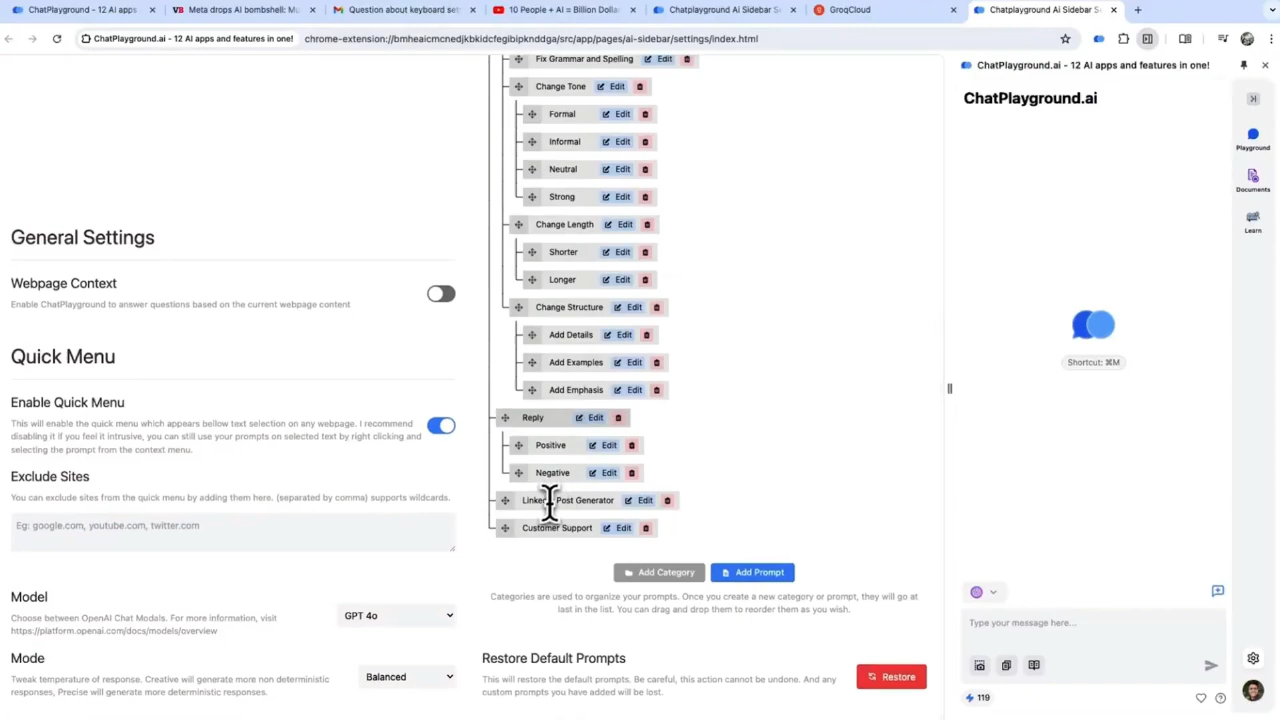 ChatPlayground - 12 AI apps
Meta drops AI bombshell: Mu
Question about keyboard set
10 People + AI = Billion Dollar
Chatplayground Ai Sidebar S
GroqCloud
Chatplayground Ai Sidebar S
ChatPlayground.ai - 12 AI apps and features in one!
chrome-extension://bmheaicmcnedjkbkidcfegibipknddga/src/app/pages/ai-sidebar/settings/index.html
General Settings
Webpage Context
Enable ChatPlayground to answer questions based on the current webpage content
Quick Menu
Enable Quick Menu
This will enable the quick menu which appears bellow text selection on any webpage. I recommend
disabling it if you feel it intrusive, you can still use your prompts on selected text by right clicking and
selecting the prompt from the context menu.
Exclude Sites
You can exclude sites from the quick menu by adding them here. (separated by comma) supports wildcards.
Eg: google.com, youtube.com, twitter.com
Model
Choose between OpenAI Chat Modals. For more information, visit
https://platform.openai.com/docs/models/overview
GPT 4o
Mode
Tweak temperature of response. Creative will generate more non deterministic
responses, Precise will generate more deterministic responses.
Balanced
Fix Grammar and Spelling Edit
Change Tone Edit
Formal Edit
Informal Edit
Neutral Edit
Strong Edit
Change Length Edit
Shorter Edit
Longer Edit
Change Structure Edit
Add Details Edit
Add Examples Edit
Add Emphasis Edit
Reply Edit
Positive Edit
Negative Edit
Post Generator Edit
Customer Support Edit
Add Category
Add Prompt
Categories are used to organize your prompts. Once you create a new category or prompt, they will go at
last in the list. You can drag and drop them to reorder them as you wish.
Restore Default Prompts
This will restore the default prompts. Be careful, this action cannot be undone. And any
custom prompts you have added will be lost.
Restore
ChatPlayground.ai - 12 AI apps and features in one!
ChatPlayground.ai
Shortcut: ⌘M
Type your message here...
119
Playground
Documents
Learn